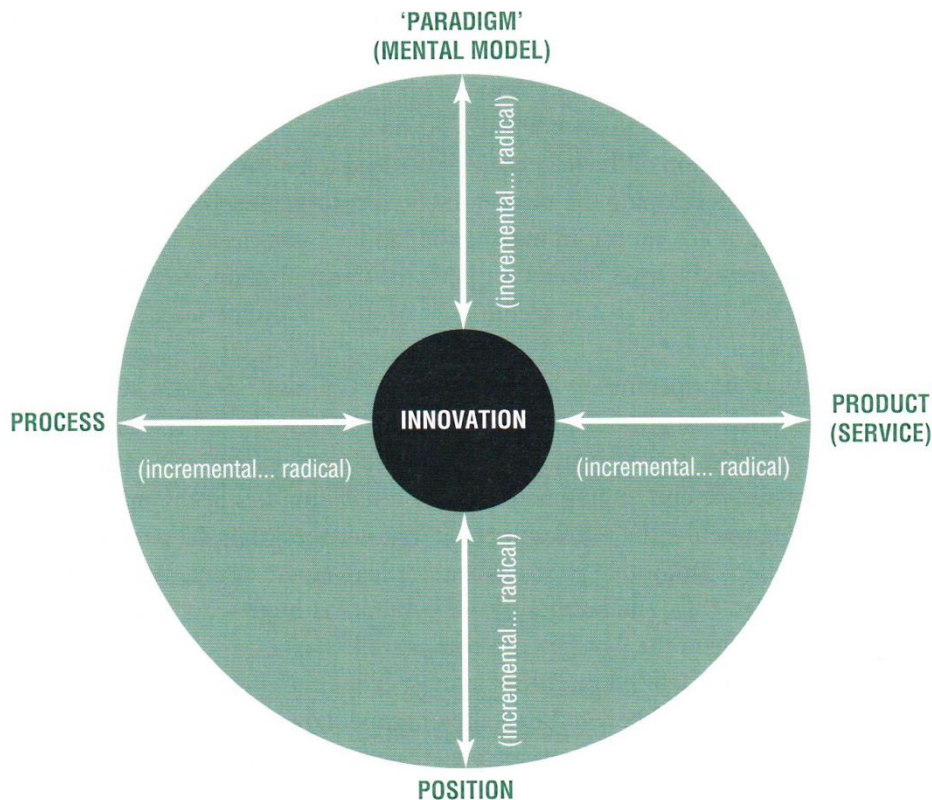 ‘PARADIGM’
(MENTAL MODEL)
(incremental... radical)
PROCESS
INNOVATION
PRODUCT
(SERVICE)
(incremental... radical)
(incremental... radical)
(incremental... radical)
POSITION